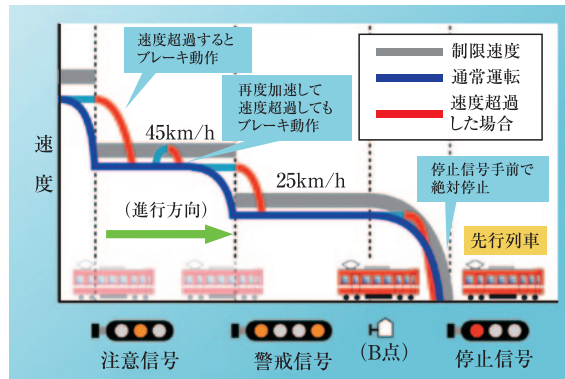 速度超過すると
ブレーキ動作
制限速度
通常運転
速度超過
した場合
再度加速して
速度超過しても
ブレーキ動作
45km/h
速度
25km/h
停止信号手前で
絶対停止
(進行方向)
先行列車
注意信号
警戒信号
(B点)
停止信号